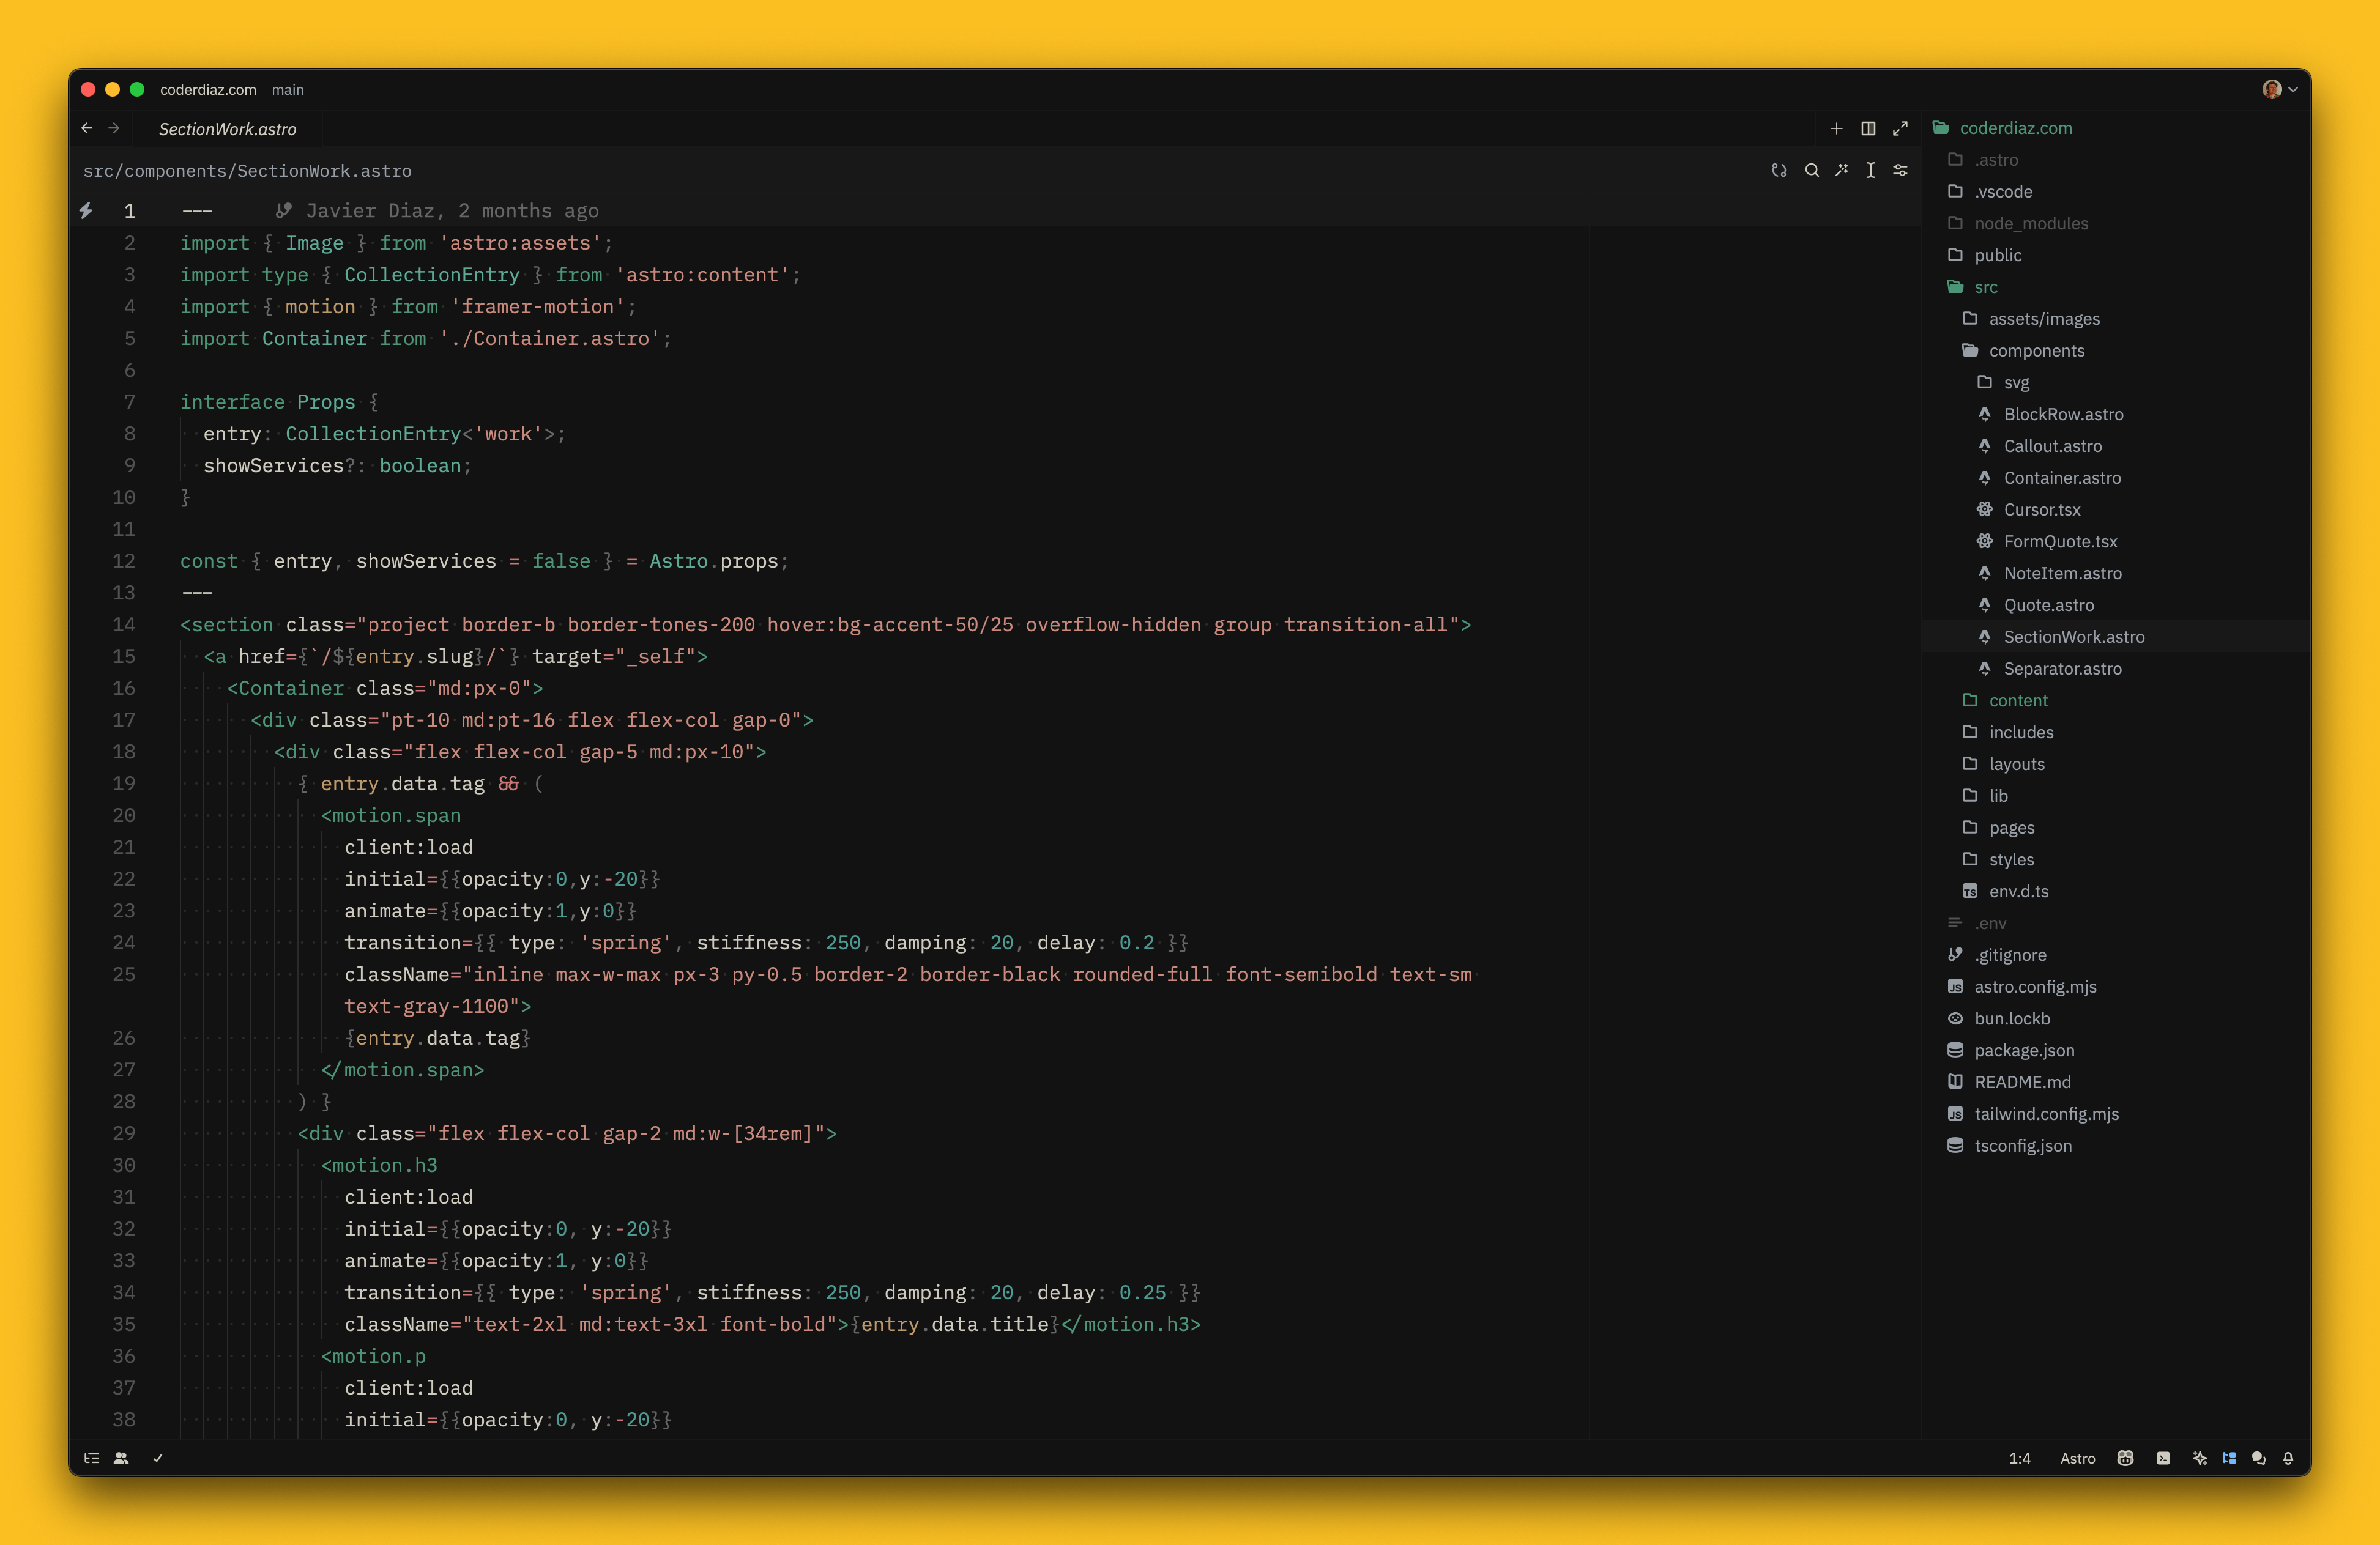 coderdiaz.com main
SectionWork.astro
src/components/SectionWork.astro
1 --- Javier Diaz, 2 months ago
2 import { Image } from 'astro:assets';
3 import type { CollectionEntry } from 'astro:content';
4 import { motion } from 'framer-motion';
5 import Container from './Container.astro';
6
7 interface Props {
8 entry: CollectionEntry<'work'>;
9 showServices?: boolean;
10 }
11
12 const { entry, showServices = false } = Astro.props;
13 ---
14 <section class="project border-b border-tones-200 hover:bg-accent-50/25 overflow-hidden group transition-all">
15 <a href={`/${entry.slug}/`} target="_self">
16 <Container class="md:px-0">
17 <div class="pt-10 md:pt-16 flex flex-col gap-0">
18 <div class="flex flex-col gap-5 md:px-10">
19 { entry.data.tag && (
20 <motion.span
21 client:load
22 initial={{opacity:0,y:-20}}
23 animate={{opacity:1,y:0}}
24 transition={{ type: 'spring', stiffness: 250, damping: 20, delay: 0.2 }}
25 className="inline max-w-max px-3 py-0.5 border-2 border-black rounded-full font-semibold text-sm
text-gray-1100">
26 {entry.data.tag}
27 </motion.span>
28 ) }
29 <div class="flex flex-col gap-2 md:w-[34rem]">
30 <motion.h3
31 client:load
32 initial={{opacity:0, y:-20}}
33 animate={{opacity:1, y:0}}
34 transition={{ type: 'spring', stiffness: 250, damping: 20, delay: 0.25 }}
35 className="text-2xl md:text-3xl font-bold">{entry.data.title}</motion.h3>
36 <motion.p
37 client:load
38 initial={{opacity:0, y:-20}}
coderdiaz.com
.astro
.vscode
node_modules
public
src
assets/images
components
svg
BlockRow.astro
Callout.astro
Container.astro
Cursor.tsx
FormQuote.tsx
NoteItem.astro
Quote.astro
SectionWork.astro
Separator.astro
content
includes
layouts
lib
pages
styles
TS env.d.ts
.env
.gitignore
JS astro.config.mjs
bun.lockb
package.json
README.md
JS tailwind.config.mjs
tsconfig.json
1:4 Astro